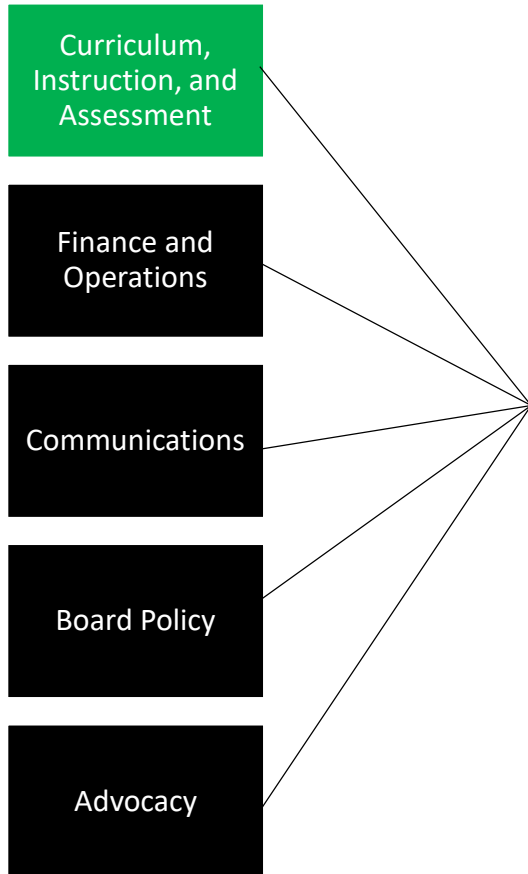 Curriculum,
Instruction, and
Assessment
Finance and
Operations
Communications
Board Policy
Advocacy